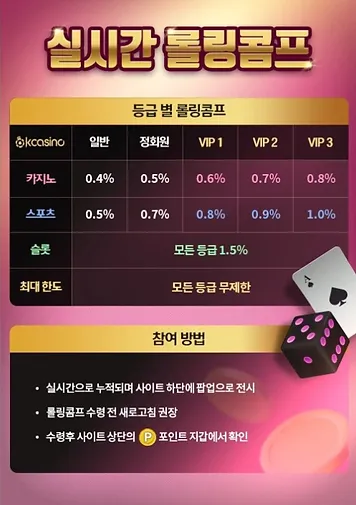 실시간 롤링콤프
등급 별 롤링콤프
kcasino 일반 정회원 VIP 1 VIP 2 VIP 3
카지노 0.4% 0.5% 0.6% 0.7% 0.8%
스포츠 0.5% 0.7% 0.8% 0.9% 1.0%
슬롯 모든 등급 1.5%
최대 한도 모든 등급 무제한
A
참여 방법
• 실시간으로 누적되며 사이트 하단에 팝업으로 전시
• 롤링콤프 수령 전 새로고침 권장
• 수령후 사이트 상단의 P 포인트 지갑에서 확인